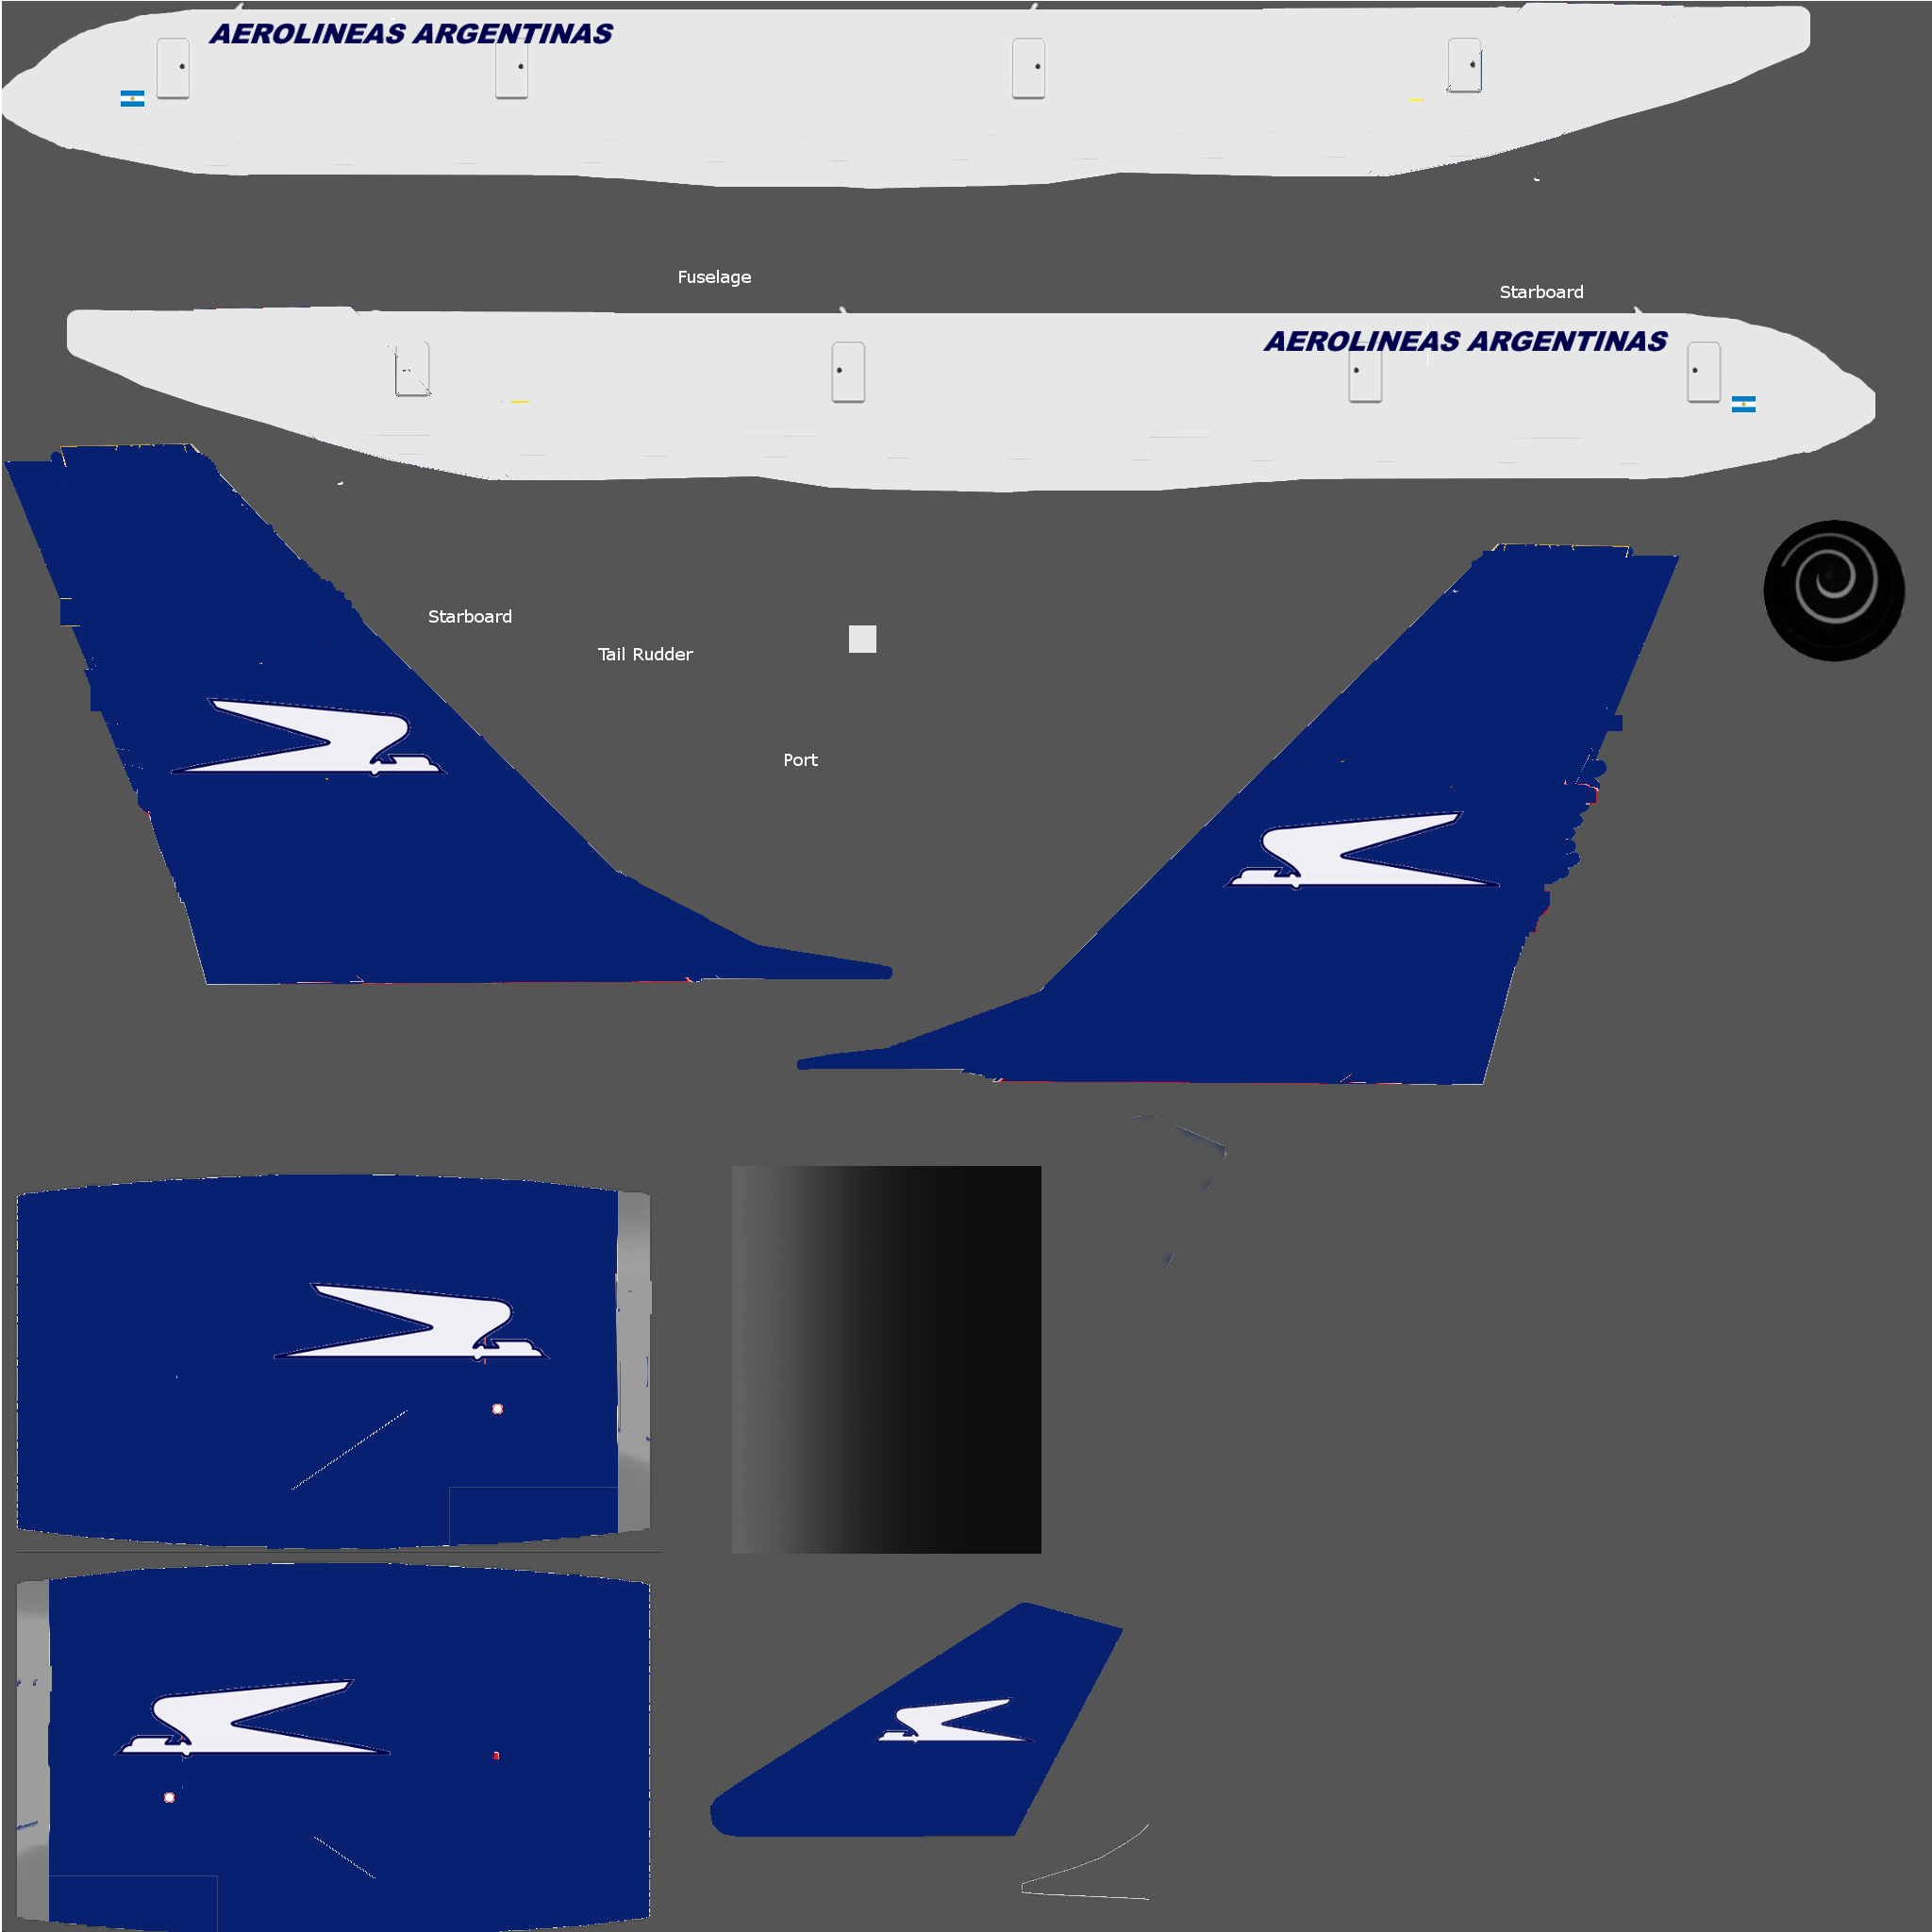 AEROLINEAS ARGENTINAS
Fuselage
Starboard
AEROLINEAS ARGENTINAS
Starboard
Tail Rudder
Port